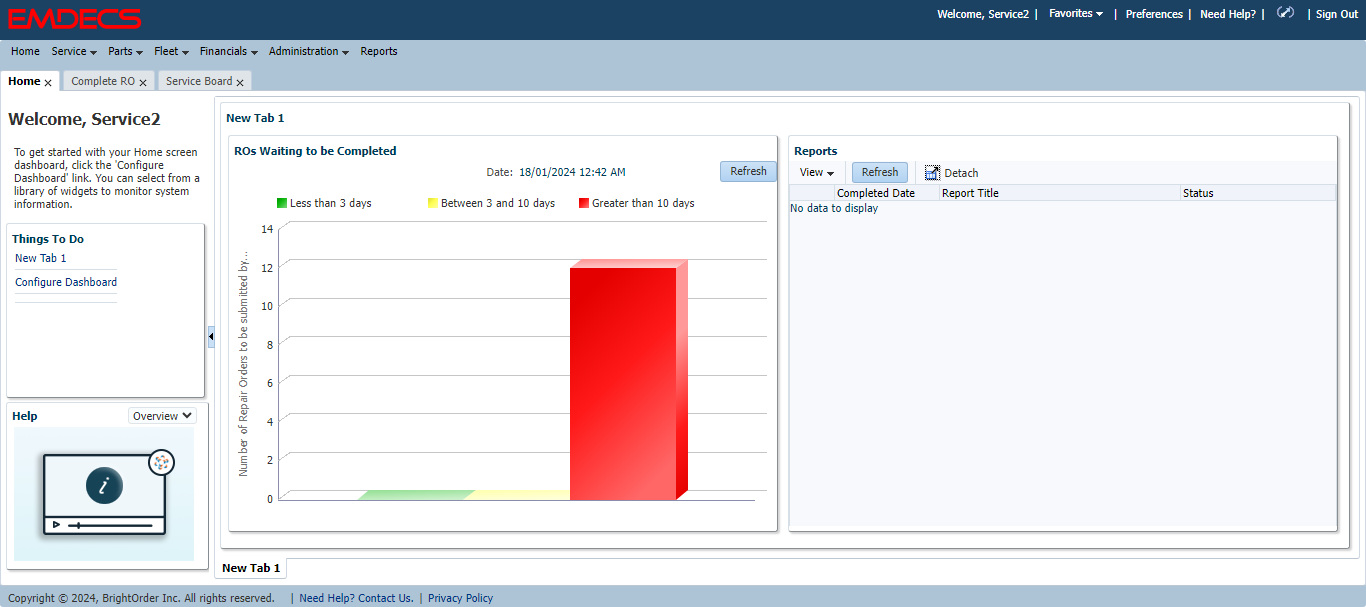 EMDECS
Welcome, Service2 | Favorites | Preferences | Need Help? | | Sign Out
Home Service Parts Fleet Financials Administration Reports
Home Complete RO Service Board
Welcome, Service2
To get started with your Home screen
dashboard, click the 'Configure
Dashboard' link. You can select from a
library of widgets to monitor system
information.
Things To Do
New Tab 1
Configure Dashboard
Help Overview
i
New Tab 1
ROs Waiting to be Completed
Date: 18/01/2024 12:42 AM Refresh
Less than 3 days Between 3 and 10 days Greater than 10 days
Number of Repair Orders to be submitted by...
14
12
10
8
6
4
2
0
Reports
View Refresh Detach
Completed Date Report Title Status
No data to display
New Tab 1
Copyright © 2024, BrightOrder Inc. All rights reserved. | Need Help? Contact Us. | Privacy Policy